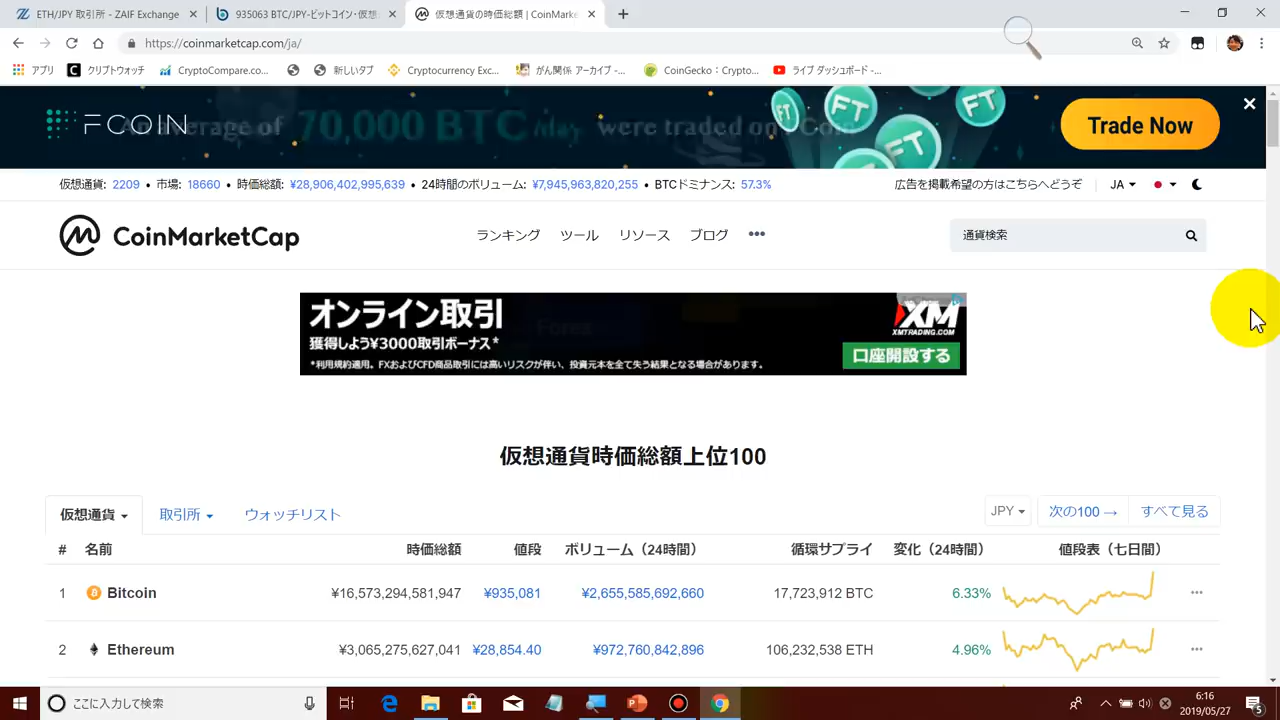 ETH/JPY 取引所 - ZAIF Exchange
935063 BTC/JPY-ビットコイン・仮想
仮想通貨の時価総額 | CoinMarke
https://coinmarketcap.com/ja/
アプリ クリプトウォッチ CryptoCompare.co... 新しいタブ Cryptocurrency Exc... がん関係 アーカイブ -... CoinGecko：Crypto... ライブ ダッシュボード -...
FCOIN
An average of 70,000 BTC/day were traded on FCoin
FT FT FT FT
Trade Now
仮想通貨: 2209 • 市場: 18660 • 時価総額: ¥28,906,402,995,639 • 24時間のボリューム: ¥7,945,963,820,255 • BTCドミナンス: 57.3%
広告を掲載希望の方はこちらへどうぞ JA
CoinMarketCap
ランキング ツール リソース ブログ •••
通貨検索
オンライン取引
獲得しよう¥3000取引ボーナス*
*利用規約適用。FXおよびCFD商品取引には高いリスクが伴い、投資元本を全て失う結果となる場合があります。
XM
XMTRADING.COM
口座開設する
仮想通貨時価総額上位100
仮想通貨 取引所 ウォッチリスト
JPY 次の100 → すべて見る
# 名前 時価総額 値段 ボリューム（24時間） 循環サプライ 変化（24時間） 値段表（七日間）
1 Bitcoin ¥16,573,294,581,947 ¥935,081 ¥2,655,585,692,660 17,723,912 BTC 6.33%
2 Ethereum ¥3,065,275,627,041 ¥28,854.40 ¥972,760,842,896 106,232,538 ETH 4.96%
ここに入力して検索
6:16
2019/05/27
5